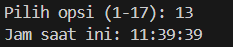 Pilih opsi (1-17): 13
Jam saat ini: 11:39:39